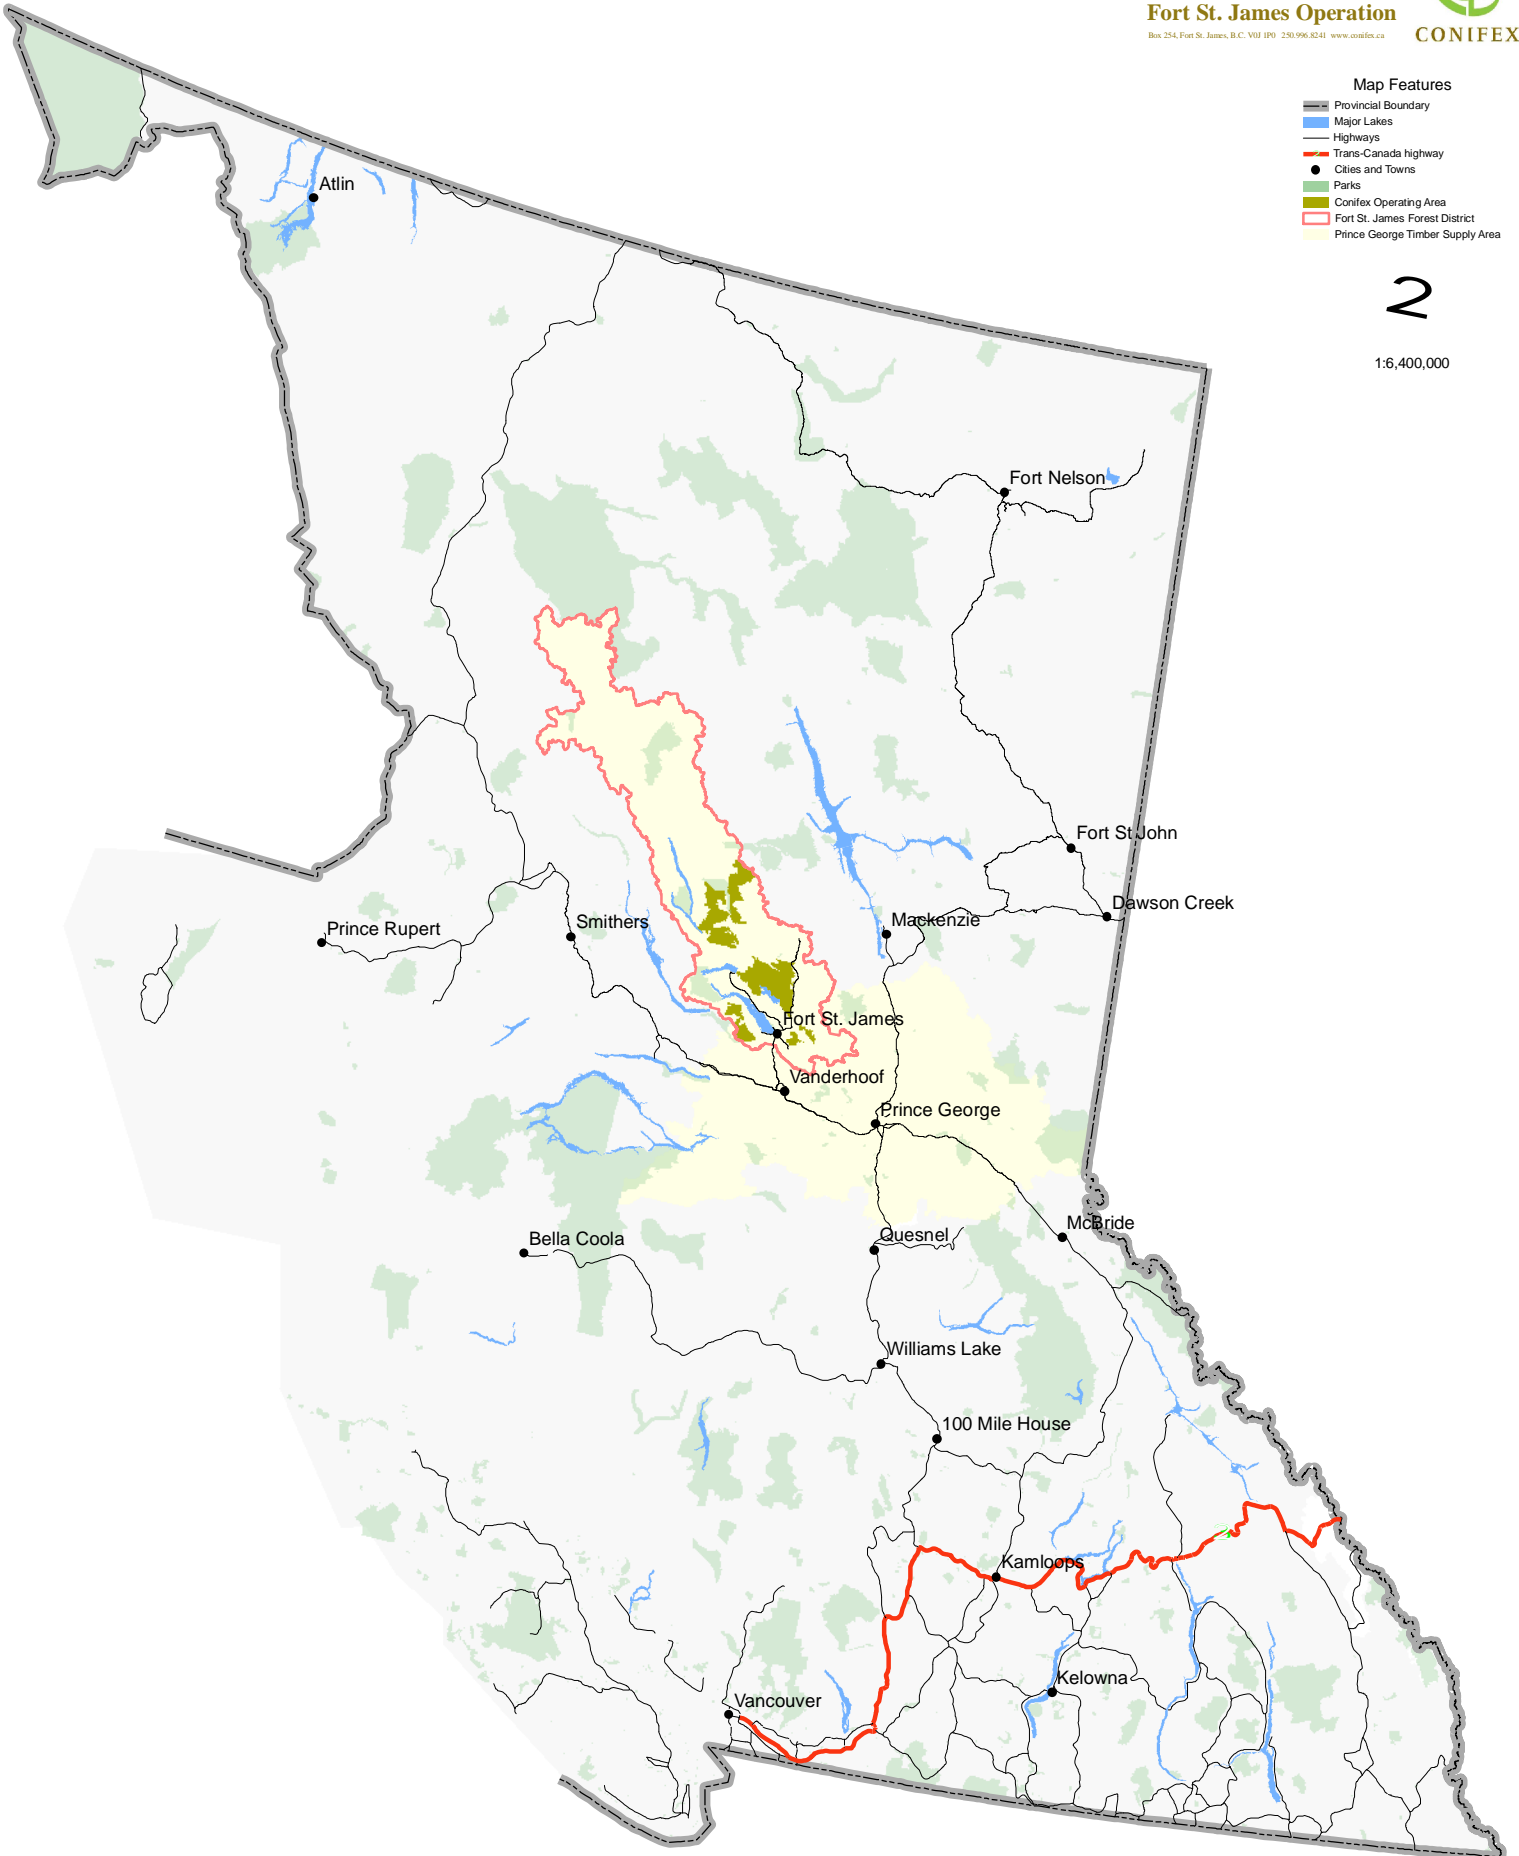 Fort St. James Operation
Box 254, Fort St. James, B.C. V0J 1P0 250.996.8241 www.conifex.ca
CONIFEX
Map Features
Provincial Boundary
Major Lakes
Highways
Trans-Canada highway
Cities and Towns
Parks
Conifex Operating Area
Fort St. James Forest District
Prince George Timber Supply Area
2
1:6,400,000
Atlin
Fort Nelson
Fort St John
Dawson Creek
Mackenzie
Prince Rupert
Smithers
Fort St. James
Vanderhoof
Prince George
McBride
Quesnel
Bella Coola
Williams Lake
100 Mile House
Kamloops
Kelowna
Vancouver